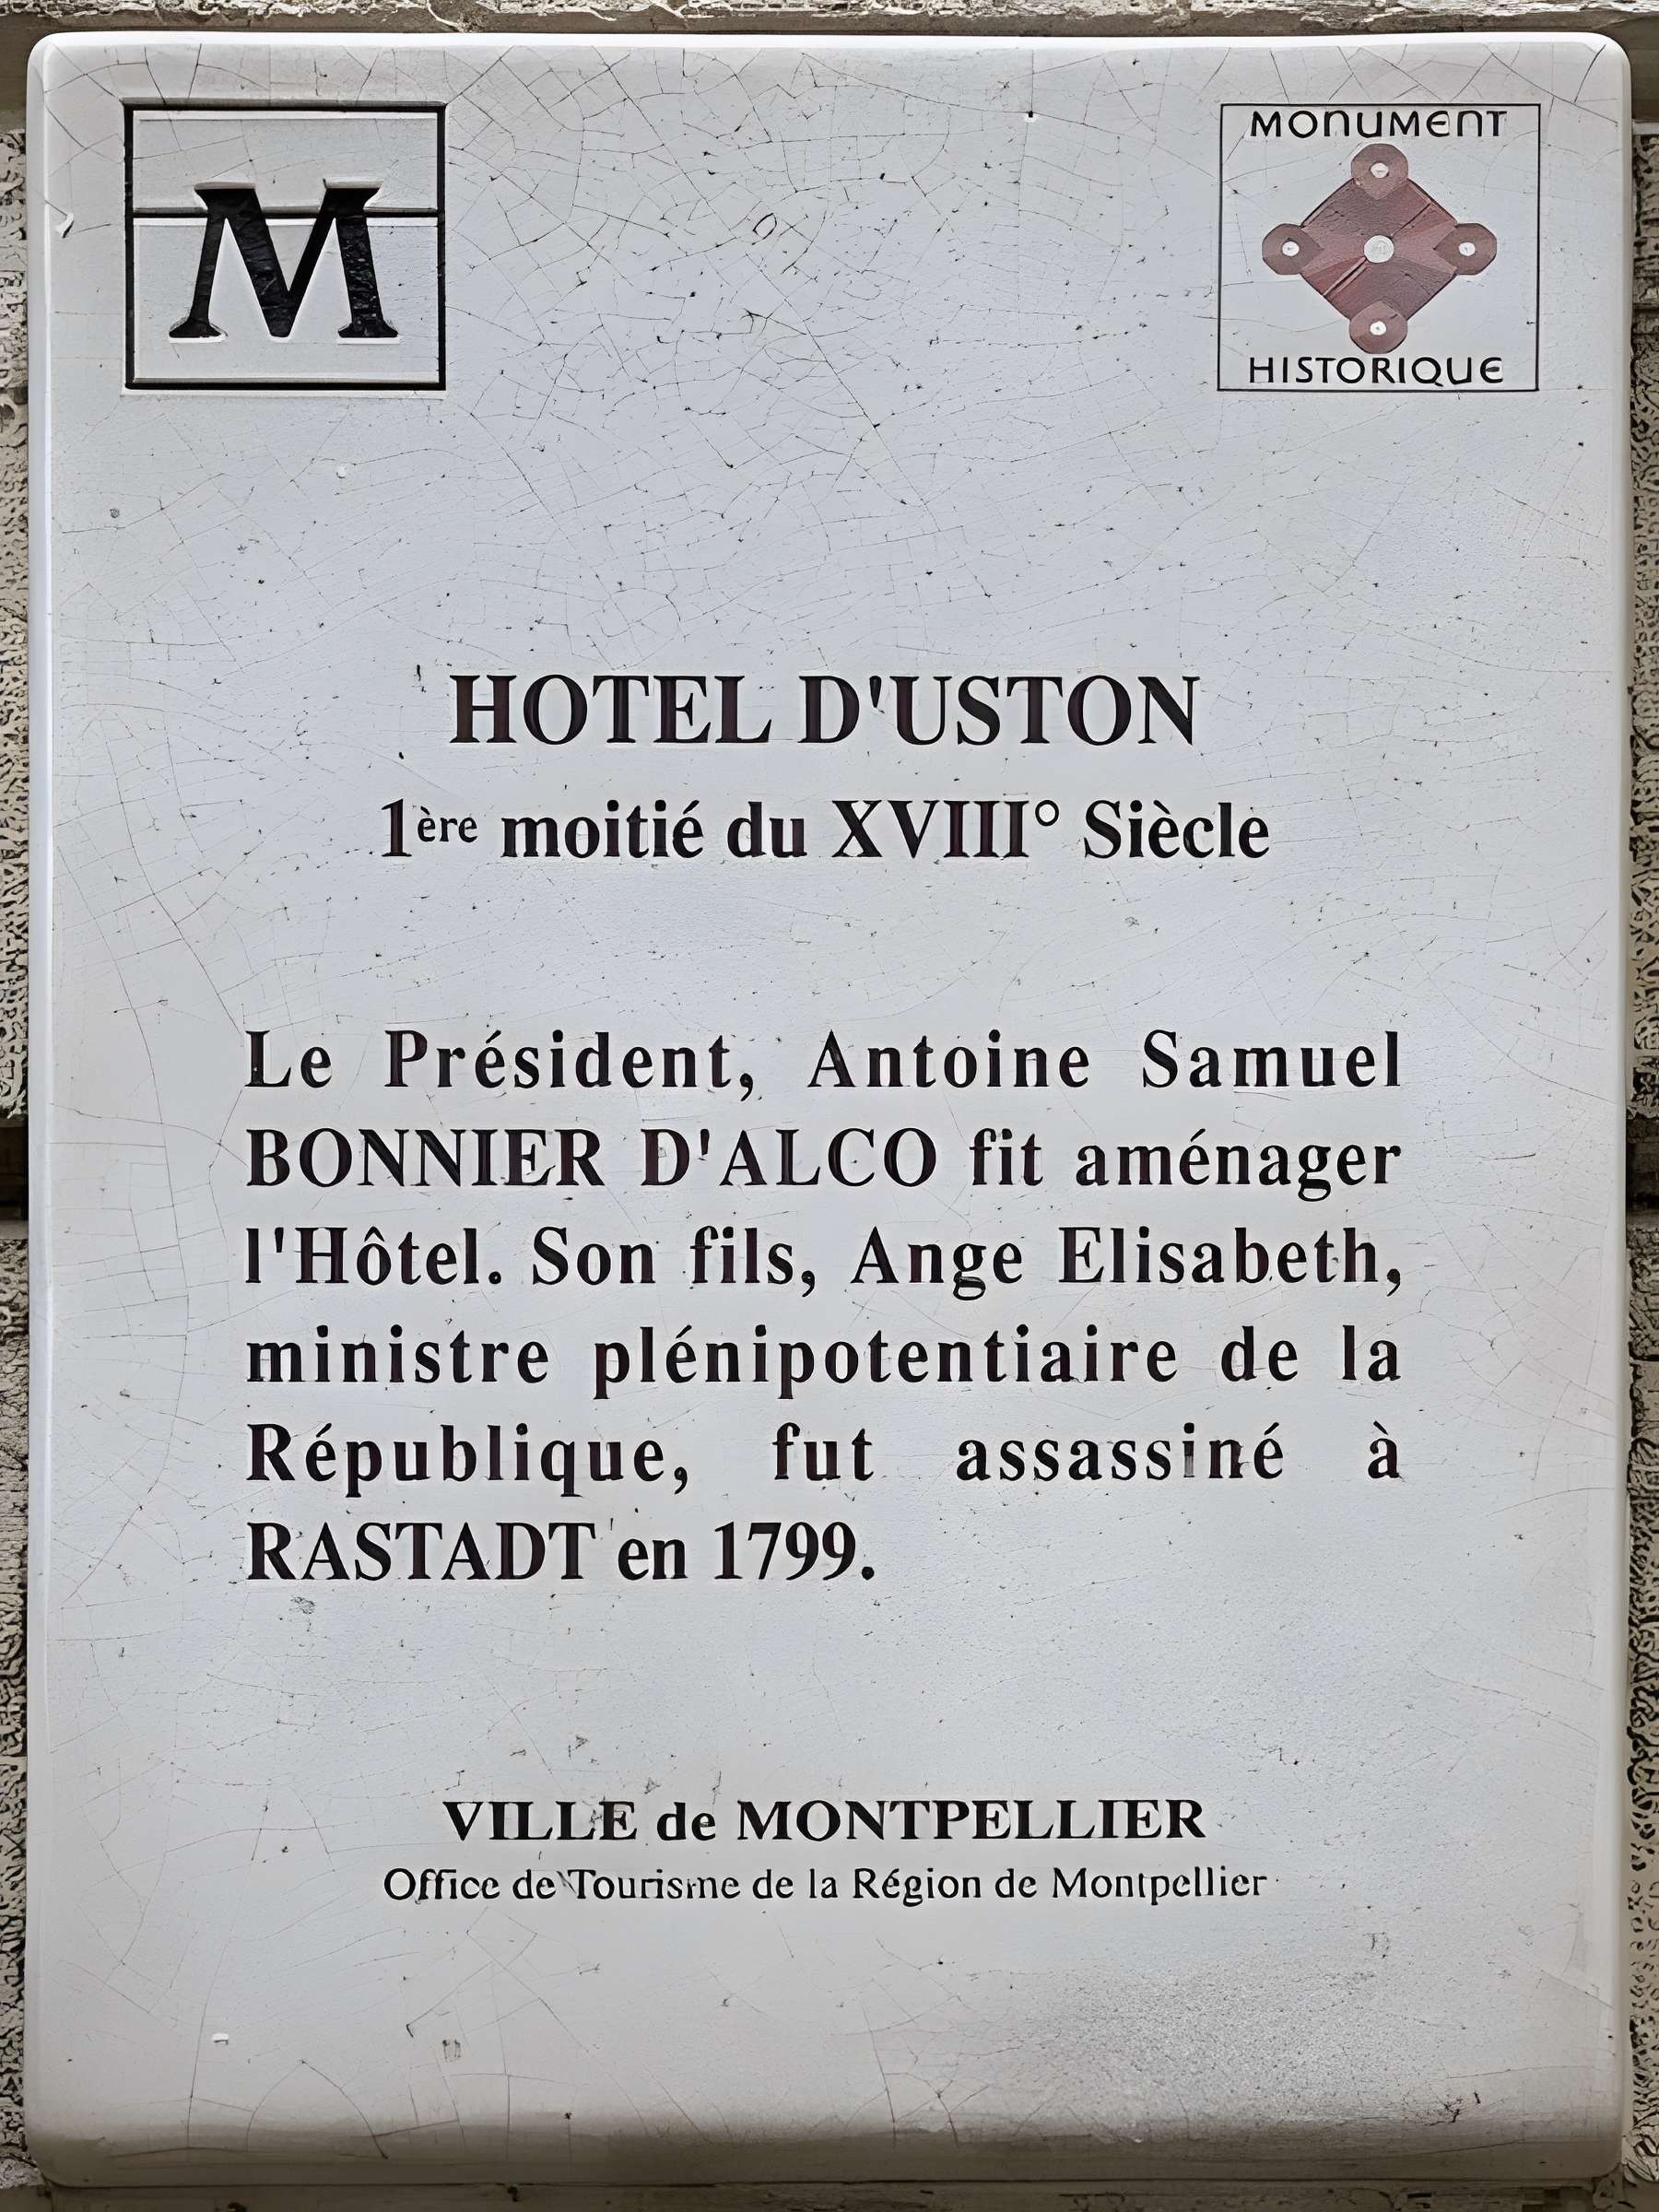 M
MONUMENT
HISTORIQUE
HOTEL D'USTON
1ère moitié du XVIII° Siècle
Le Président, Antoine Samuel
BONNIER D'ALCO fit aménager
l'Hôtel. Son fils, Ange Elisabeth,
ministre plénipotentiaire de la
République, fut assassiné à
RASTADT en 1799.
VILLE de MONTPELLIER
Office de Tourisme de la Région de Montpellier